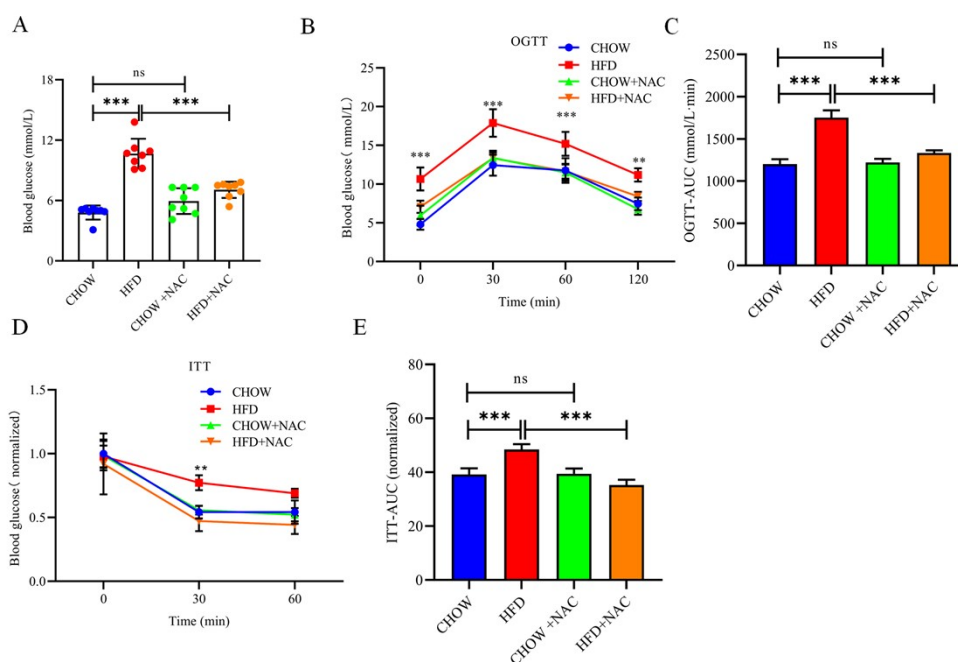 A
Blood glucose (mmol/L)
18
12
6
0
ns
*** ***
CHOW
HFD
CHOW +NAC
HFD+NAC
B
OGTT
CHOW
HFD
CHOW+NAC
HFD+NAC
Blood glucose ( mmol/L)
25
20
15
10
5
0
***
***
***
**
0 30 60 120
Time (min)
C
OGTT-AUC (mmol/L·min)
2500
2000
1500
1000
500
0
ns
*** ***
CHOW
HFD
CHOW +NAC
HFD+NAC
D
ITT
CHOW
HFD
CHOW+NAC
HFD+NAC
Blood glucose( normalized)
1.5
1.0
0.5
0.0
**
0 30 60
Time (min)
E
ITT-AUC (normalized)
80
60
40
20
0
ns
*** ***
CHOW
HFD
CHOW +NAC
HFD+NAC